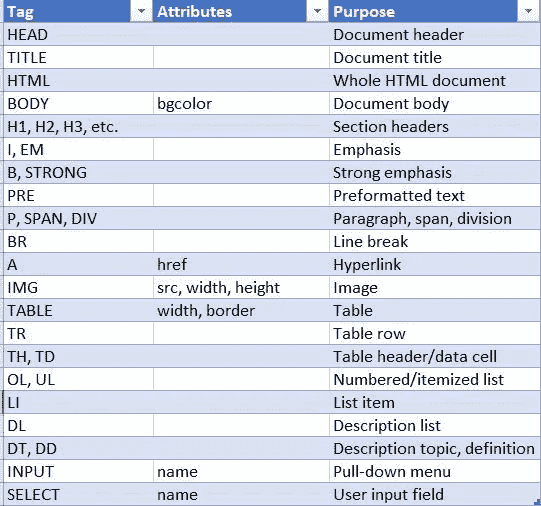 Tag Attributes Purpose
HEAD Document header
TITLE Document title
HTML Whole HTML document
BODY bgcolor Document body
H1, H2, H3, etc. Section headers
I, EM Emphasis
B, STRONG Strong emphasis
PRE Preformatted text
P, SPAN, DIV Paragraph, span, division
BR Line break
A href Hyperlink
IMG src, width, height Image
TABLE width, border Table
TR Table row
TH, TD Table header/data cell
OL, UL Numbered/itemized list
LI List item
DL Description list
DT, DD Description topic, definition
INPUT name Pull-down menu
SELECT name User input field